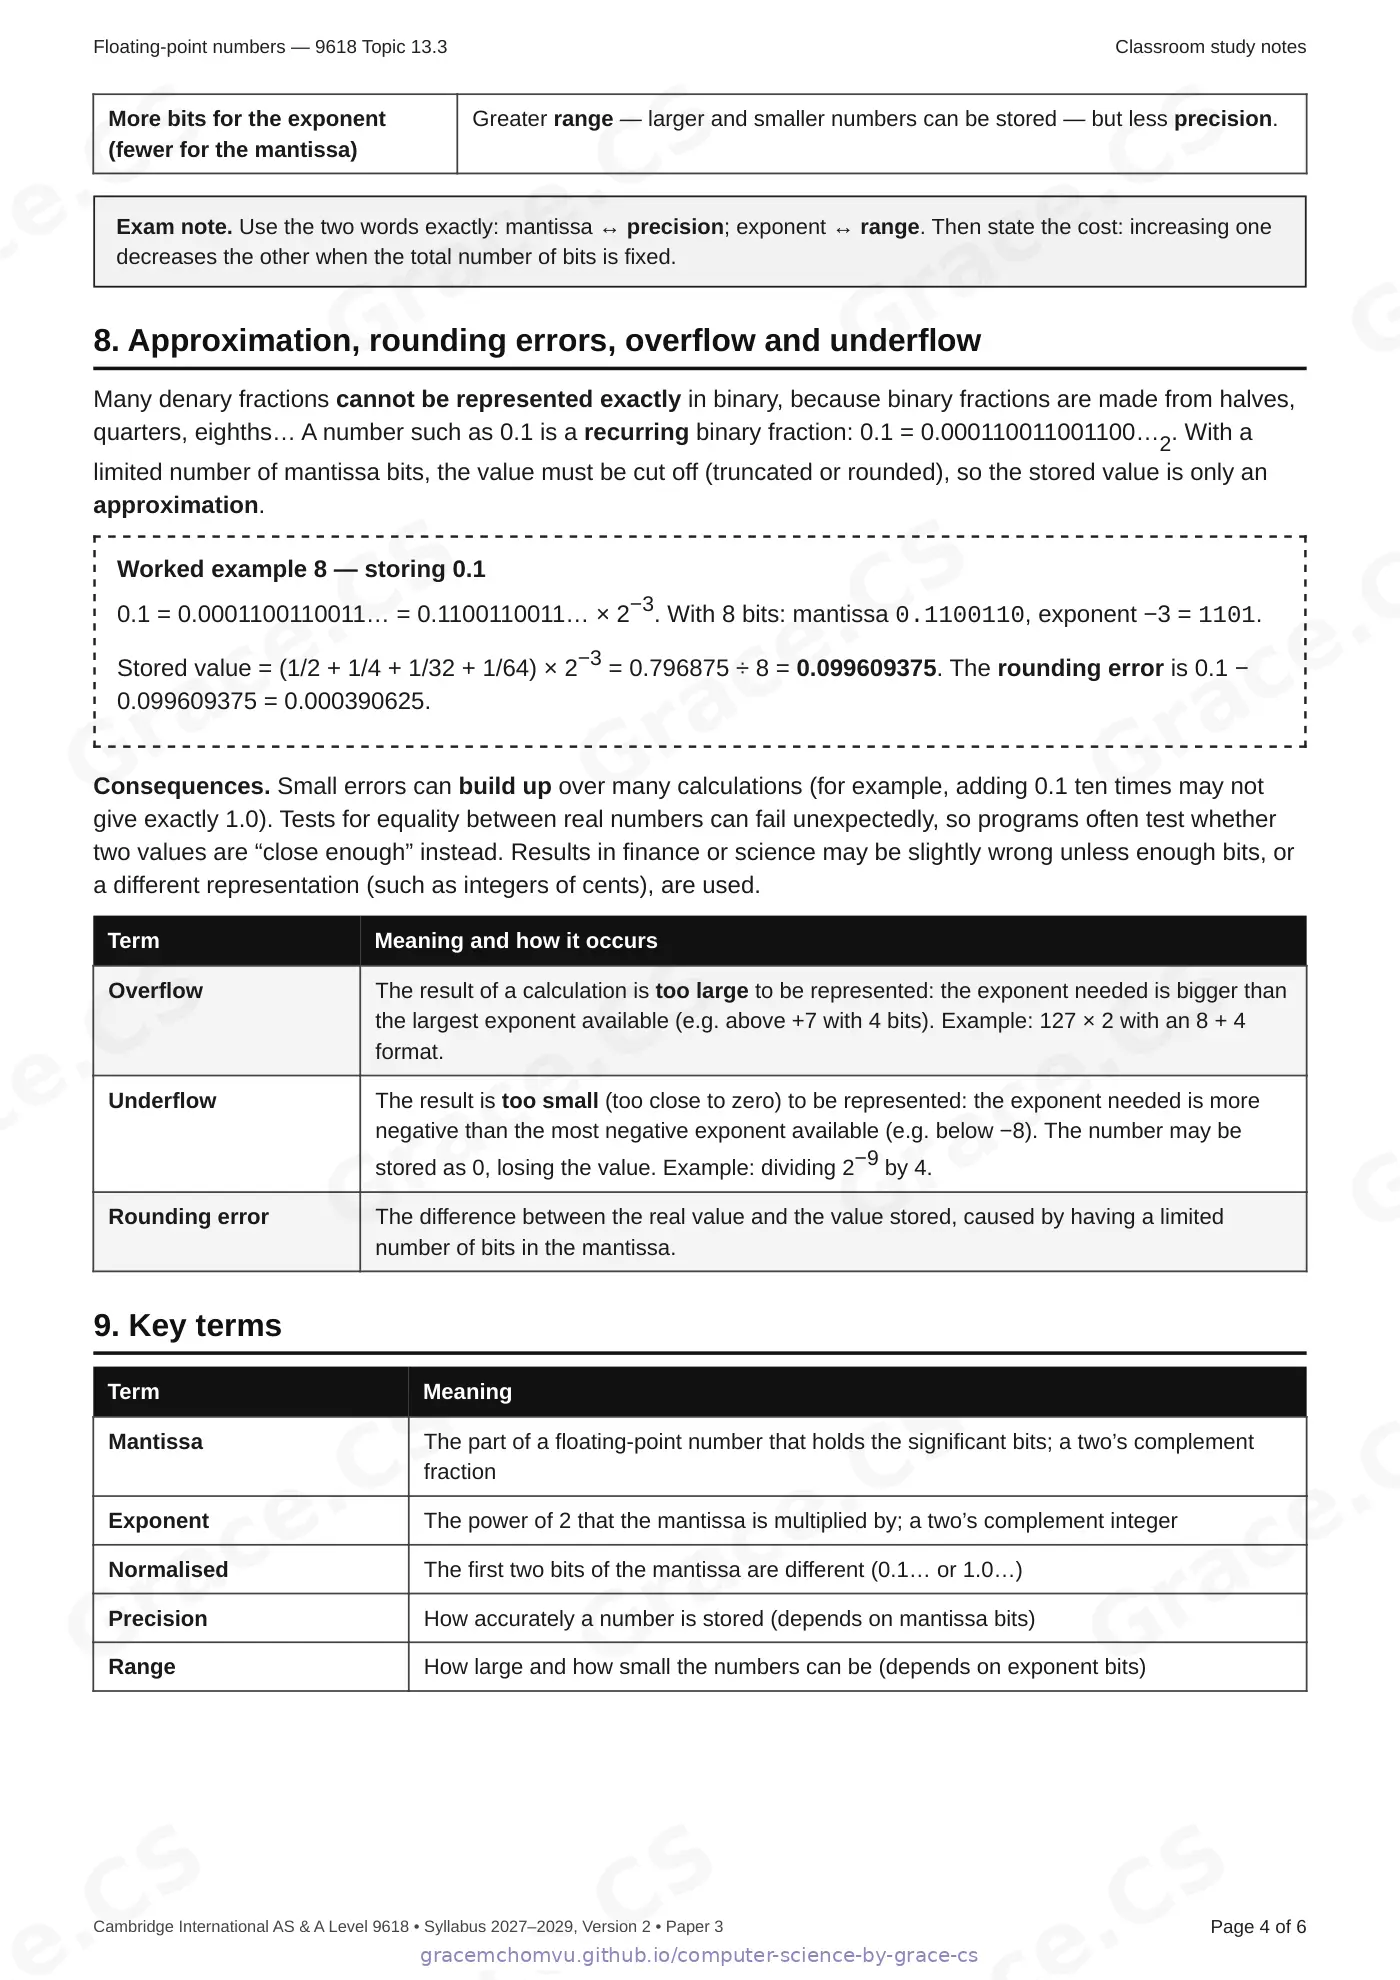 Floating-point numbers — 9618 Topic 13.3
Classroom study notes
More bits for the exponent
(fewer for the mantissa)
Greater range — larger and smaller numbers can be stored — but less precision.
Exam note. Use the two words exactly: mantissa ↔ precision; exponent ↔ range. Then state the cost: increasing one
decreases the other when the total number of bits is fixed.
8. Approximation, rounding errors, overflow and underflow
Many denary fractions cannot be represented exactly in binary, because binary fractions are made from halves,
quarters, eighths… A number such as 0.1 is a recurring binary fraction: 0.1 = 0.000110011001100…₂. With a
limited number of mantissa bits, the value must be cut off (truncated or rounded), so the stored value is only an
approximation.
Worked example 8 — storing 0.1
0.1 = 0.0001100110011… = 0.1100110011… × 2⁻³. With 8 bits: mantissa 0.1100110, exponent −3 = 1101.
Stored value = (1/2 + 1/4 + 1/32 + 1/64) × 2⁻³ = 0.796875 ÷ 8 = 0.099609375. The rounding error is 0.1 −
0.099609375 = 0.000390625.
Consequences. Small errors can build up over many calculations (for example, adding 0.1 ten times may not
give exactly 1.0). Tests for equality between real numbers can fail unexpectedly, so programs often test whether
two values are “close enough” instead. Results in finance or science may be slightly wrong unless enough bits, or
a different representation (such as integers of cents), are used.
Term
Meaning and how it occurs
Overflow
The result of a calculation is too large to be represented: the exponent needed is bigger than
the largest exponent available (e.g. above +7 with 4 bits). Example: 127 × 2 with an 8 + 4
format.
Underflow
The result is too small (too close to zero) to be represented: the exponent needed is more
negative than the most negative exponent available (e.g. below −8). The number may be
stored as 0, losing the value. Example: dividing 2⁻⁹ by 4.
Rounding error
The difference between the real value and the value stored, caused by having a limited
number of bits in the mantissa.
9. Key terms
Term
Meaning
Mantissa
The part of a floating-point number that holds the significant bits; a two’s complement
fraction
Exponent
The power of 2 that the mantissa is multiplied by; a two’s complement integer
Normalised
The first two bits of the mantissa are different (0.1… or 1.0…)
Precision
How accurately a number is stored (depends on mantissa bits)
Range
How large and how small the numbers can be (depends on exponent bits)
Cambridge International AS & A Level 9618 • Syllabus 2027–2029, Version 2 • Paper 3
Page 4 of 6
gracemchomvu.github.io/computer-science-by-grace-cs
Grace.CS